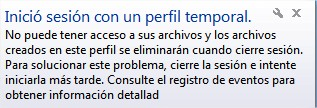 Inició sesión con un perfil temporal.
No puede tener acceso a sus archivos y los archivos
creados en este perfil se eliminarán cuando cierre sesión.
Para solucionar este problema, cierre la sesión e intente
iniciarla más tarde. Consulte el registro de eventos para
obtener información detallad